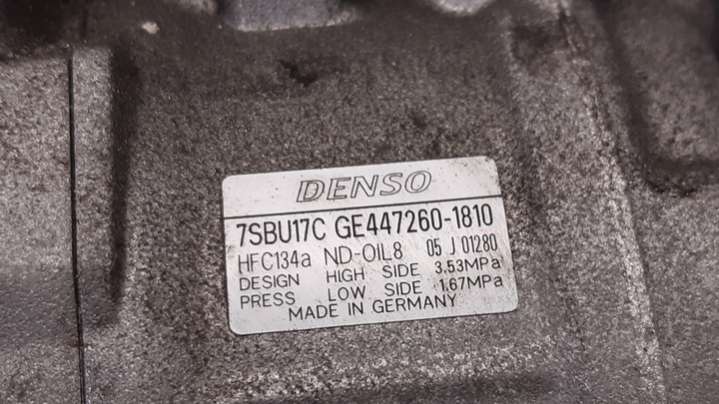 DENSO
7SBU17C GE447260-1810
HFC134a ND-OIL8 05 J 01280
DESIGN HIGH SIDE 3.53MPa
PRESS LOW SIDE 1.67MPa
MADE IN GERMANY